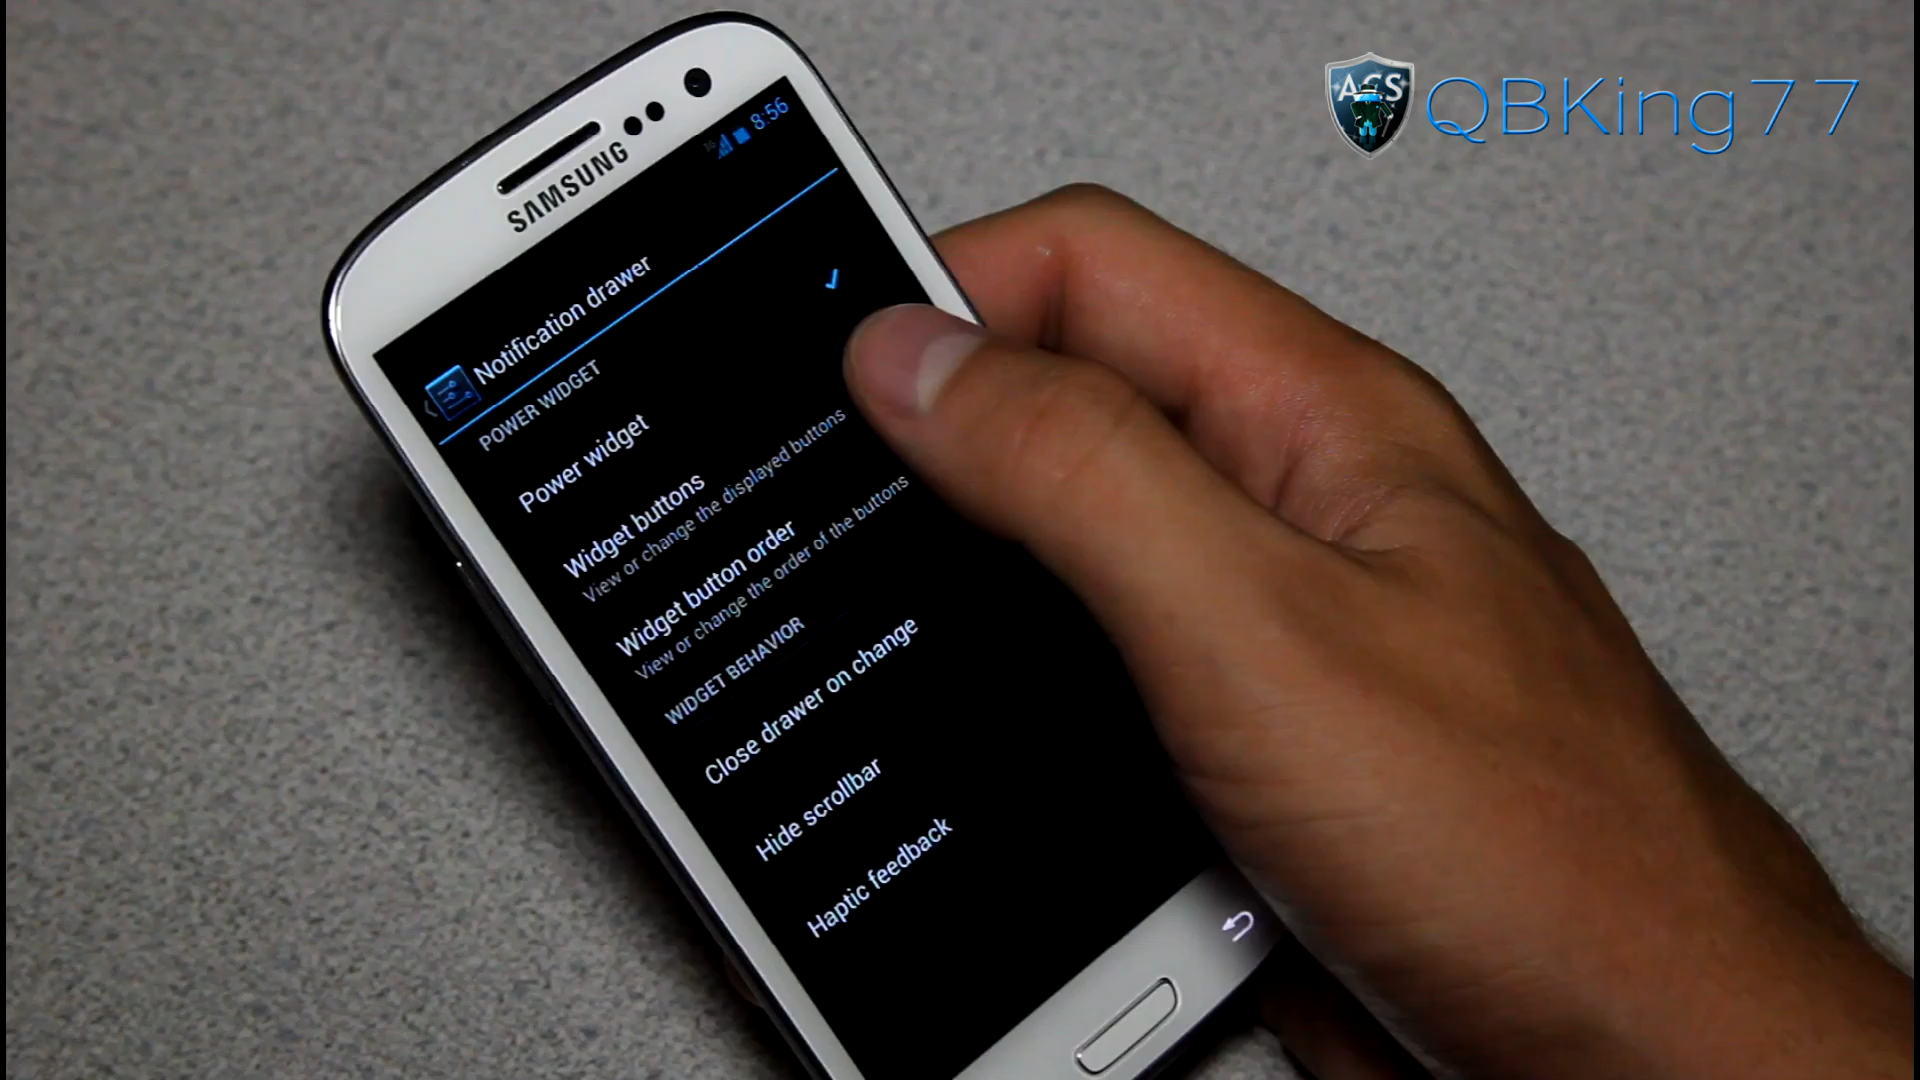 ACS
QBKing77
SAMSUNG
3G 8:56
Notification drawer
POWER WIDGET
Power widget
Widget buttons
View or change the displayed buttons
Widget button order
View or change the order of the buttons
WIDGET BEHAVIOR
Close drawer on change
Hide scrollbar
Haptic feedback